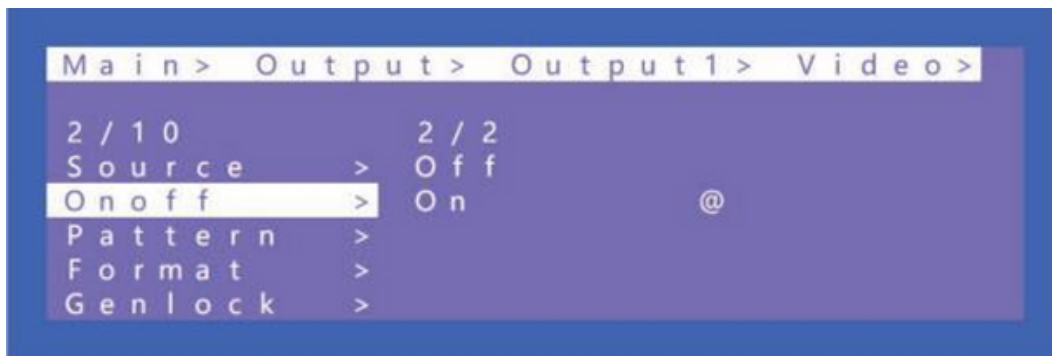 Main> Output> Output1> Video>
2/10 2/2
Source > Off
Onoff > On @
Pattern >
Format >
Genlock >